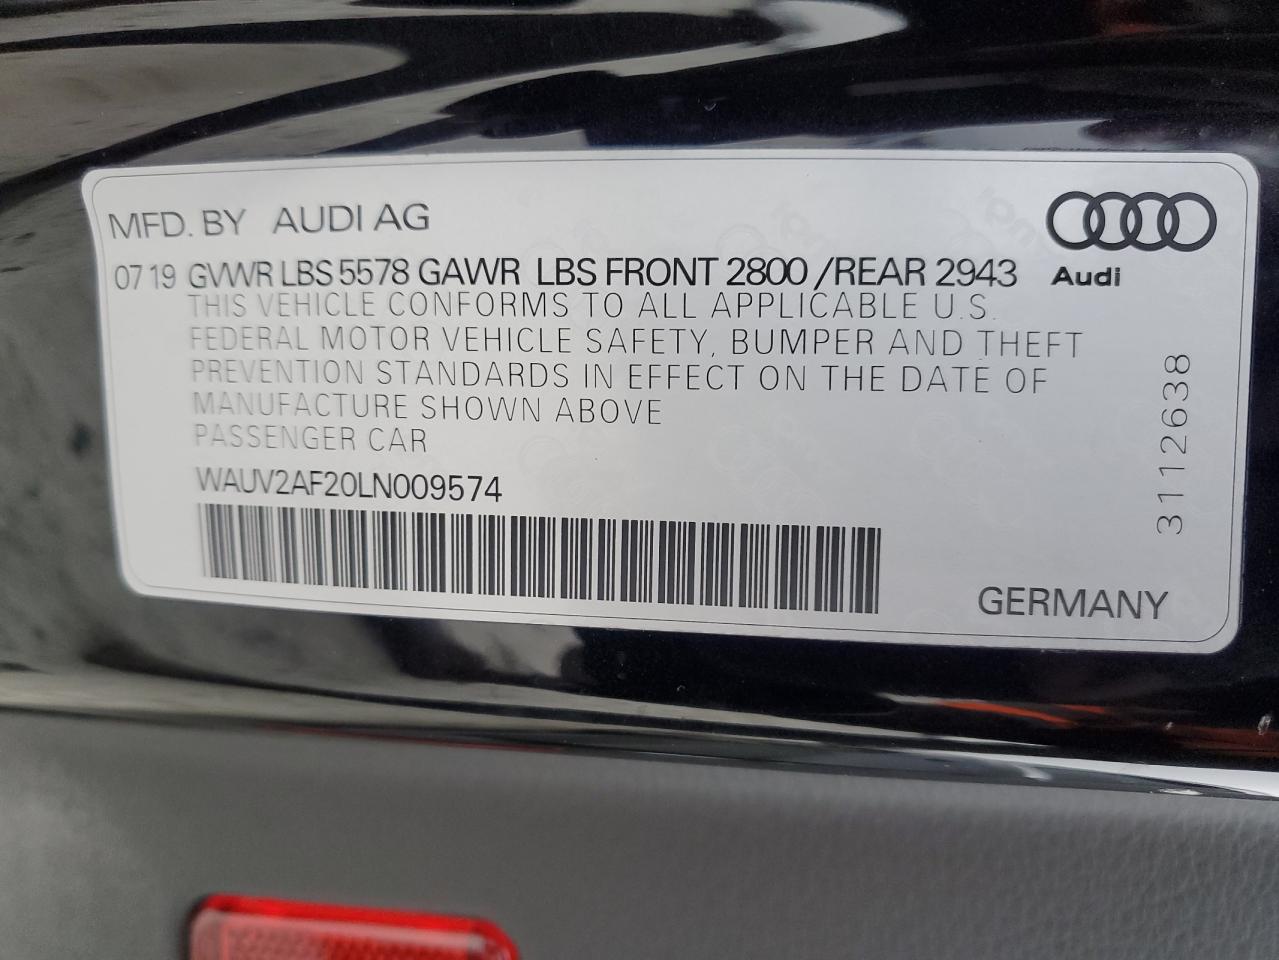 MFD. BY AUDI AG
07 19 GVWR LBS 5578 GAWR LBS FRONT 2800 /REAR 2943
Audi
THIS VEHICLE CONFORMS TO ALL APPLICABLE U.S.
FEDERAL MOTOR VEHICLE SAFETY, BUMPER AND THEFT
PREVENTION STANDARDS IN EFFECT ON THE DATE OF
MANUFACTURE SHOWN ABOVE
PASSENGER CAR
WAUV2AF20LN009574
3112638
GERMANY